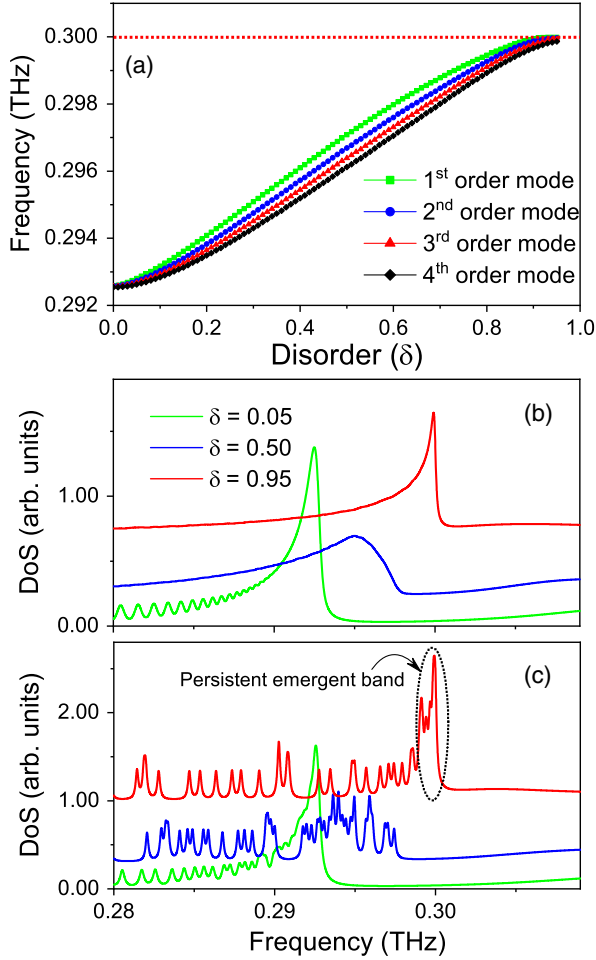 0.300
(a)
0.298
0.296
0.294
0.292
Frequency (THz)
1st order mode
2nd order mode
3rd order mode
4th order mode
0.0 0.2 0.4 0.6 0.8 1.0
Disorder (δ)
(b)
δ = 0.05
δ = 0.50
δ = 0.95
1.00
0.00
DoS (arb. units)
(c)
Persistent emergent band
2.00
1.00
0.00
DoS (arb. units)
0.28 0.29 0.30
Frequency (THz)